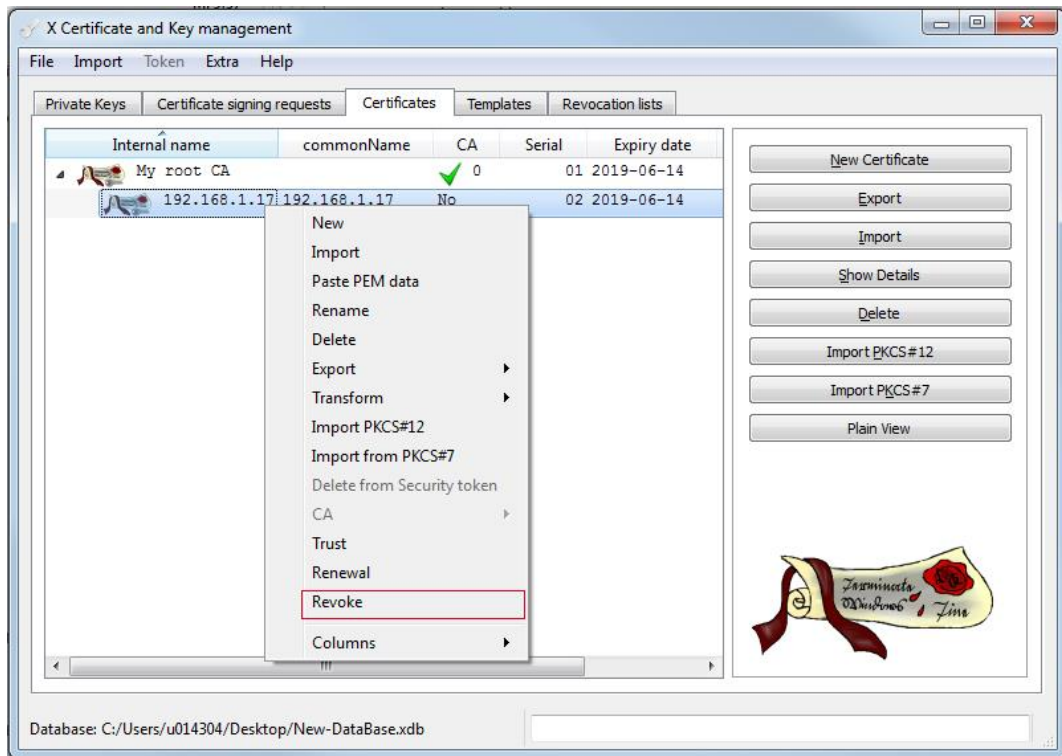 X Certificate and Key management
File Import Token Extra Help
Private Keys Certificate signing requests Certificates Templates Revocation lists
Internal name commonName CA Serial Expiry date
My root CA 0 01 2019-06-14
192.168.1.17 192.168.1.17 No 02 2019-06-14
New
Import
Paste PEM data
Rename
Delete
Export
Transform
Import PKCS#12
Import from PKCS#7
Delete from Security token
CA
Trust
Renewal
Revoke
Columns
New Certificate
Export
Import
Show Details
Delete
Import PKCS#12
Import PKCS#7
Plain View
Database: C:/Users/u014304/Desktop/New-DataBase.xdb